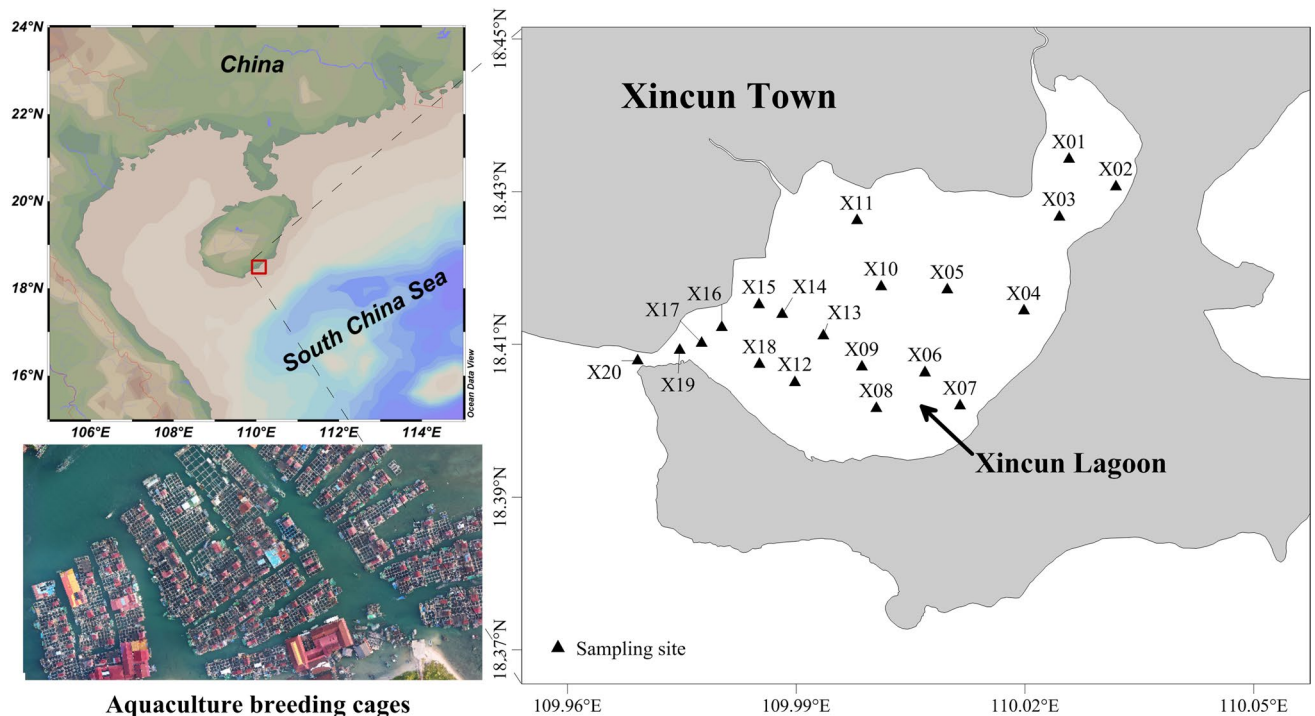 24°N
22°N
20°N
18°N
16°N
China
South China Sea
Ocean Data View
106°E
108°E
110°E
112°E
114°E
Aquaculture breeding cages
18.45°N
18.43°N
18.41°N
18.39°N
18.37°N
Xincun Town
X01
X02
X03
X11
X10
X05
X04
X15
X14
X16
X17
X13
X18
X12
X09
X06
X20
X19
X08
X07
Xincun Lagoon
Sampling site
109.96°E
109.99°E
110.02°E
110.05°E